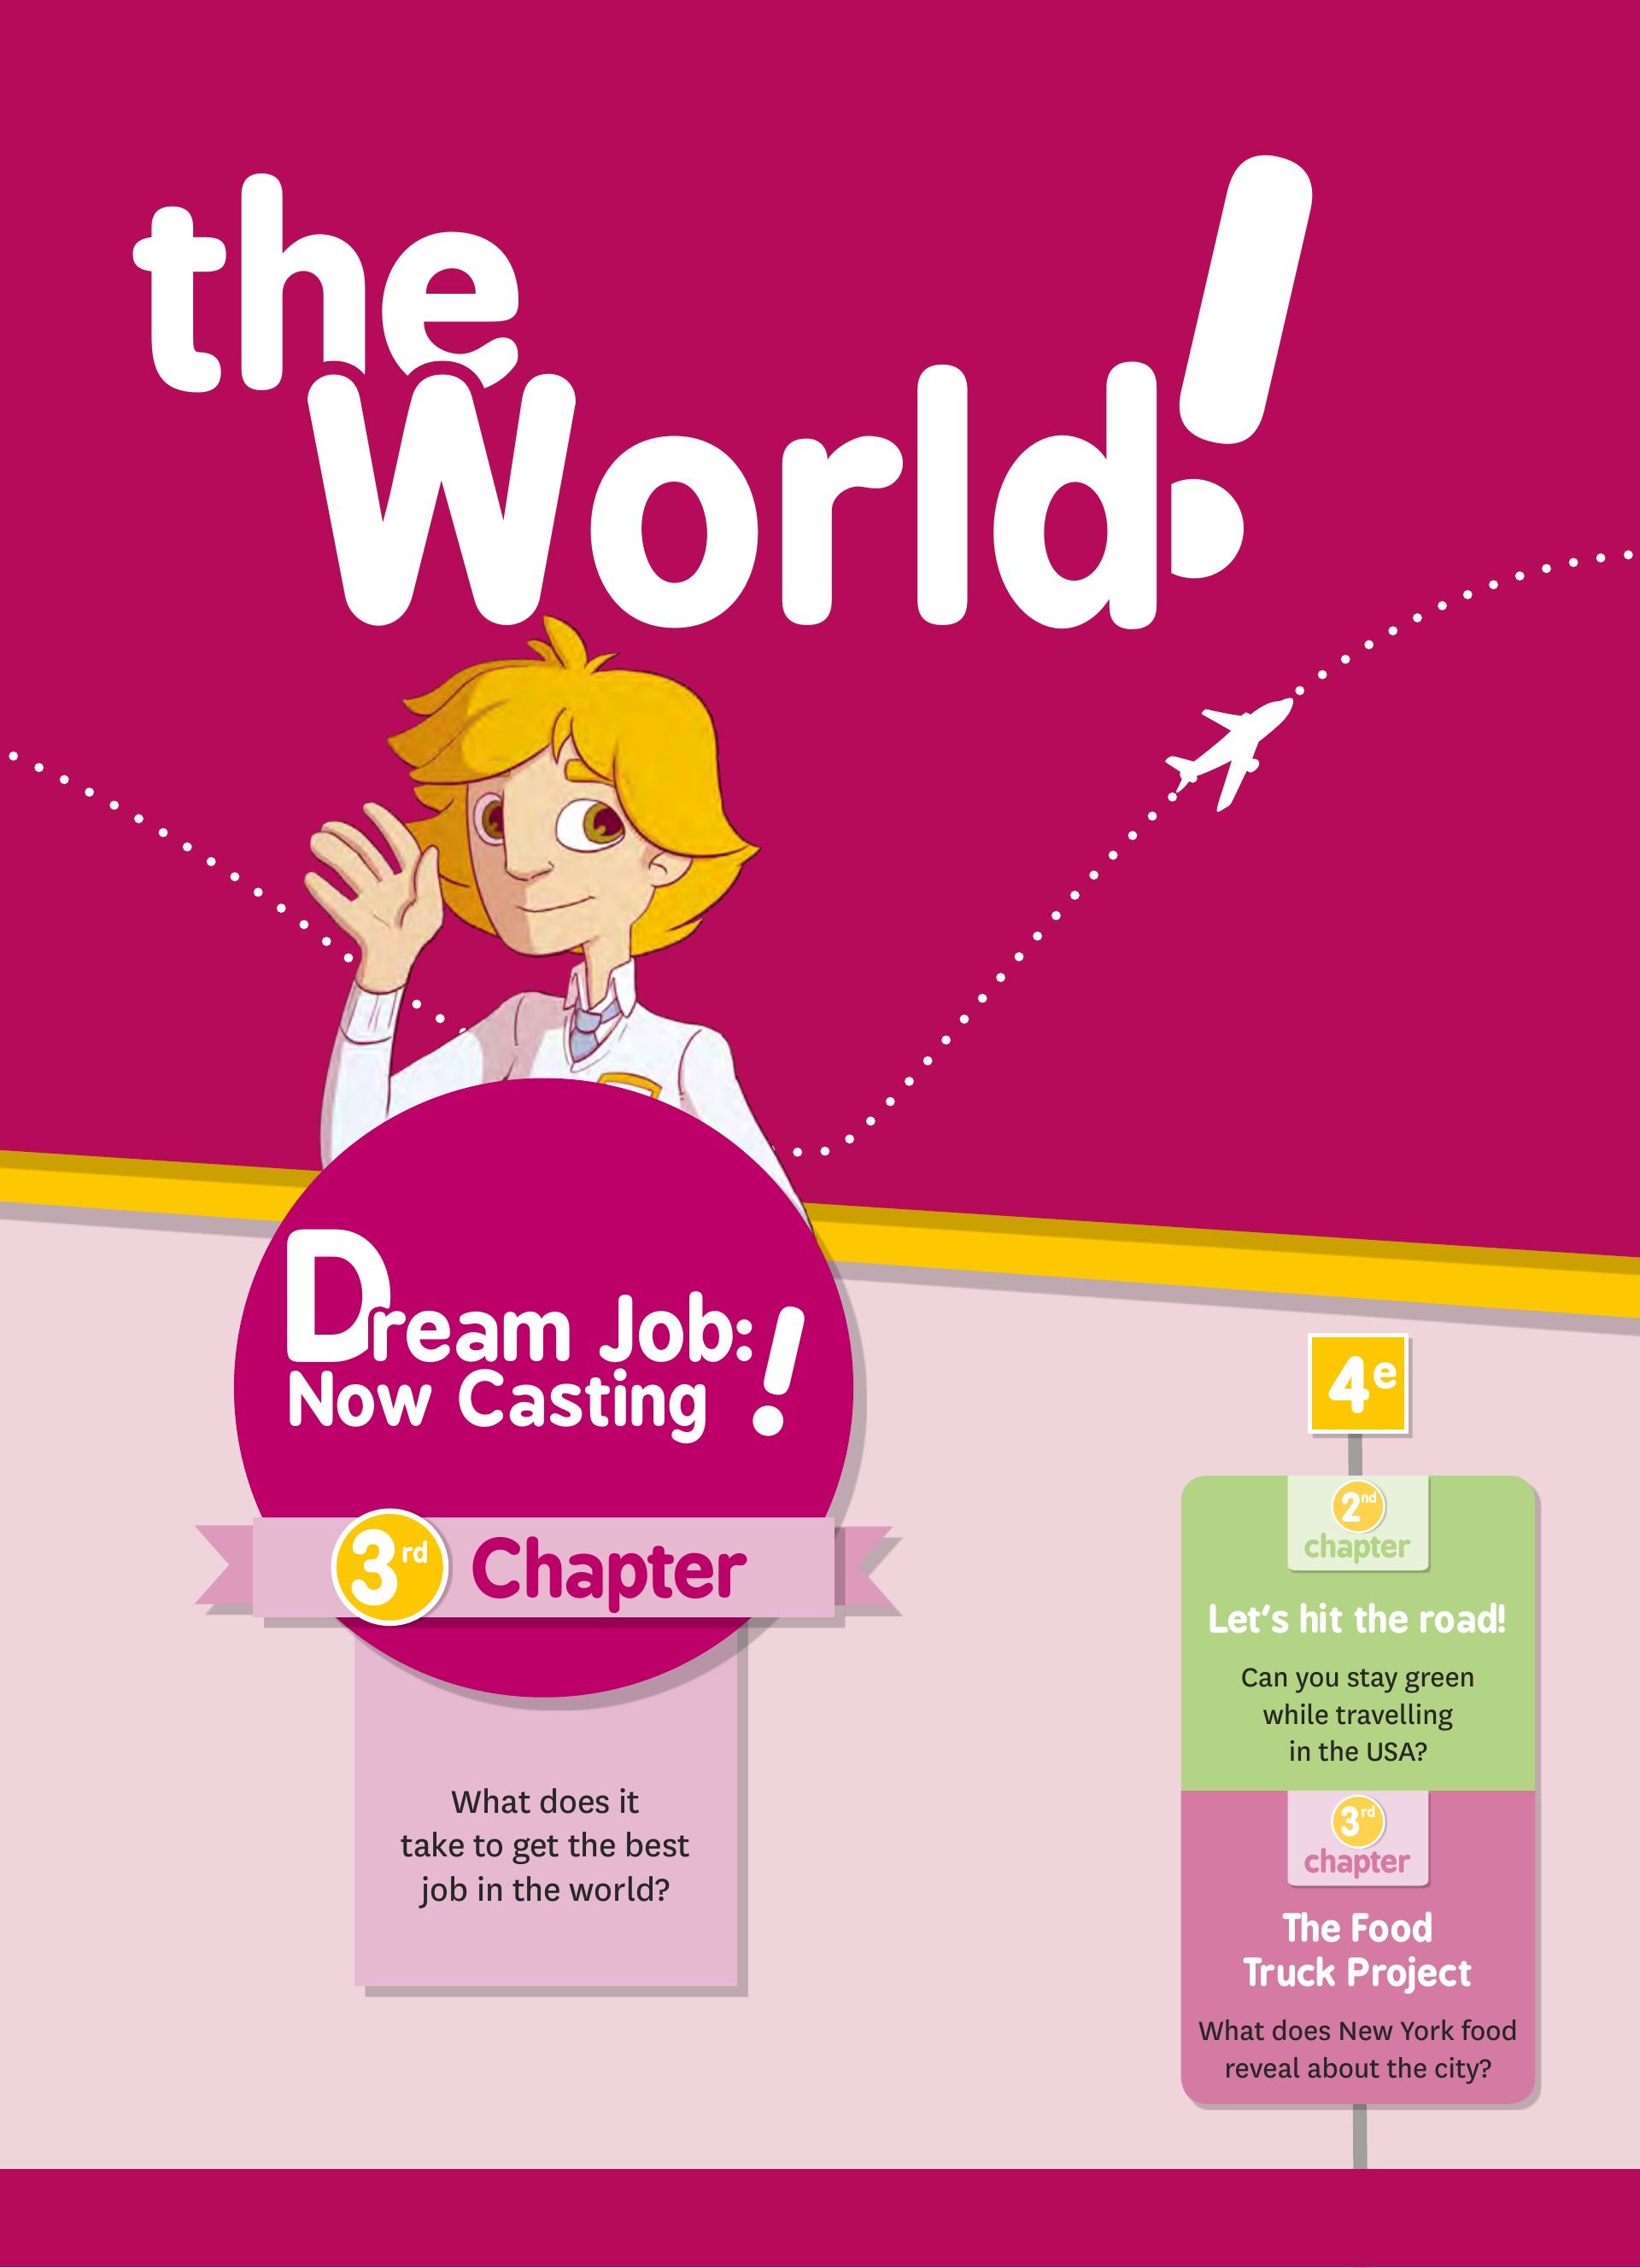 the
World!
Dream Job:
Now Casting!
3rd Chapter
What does it
take to get the best
job in the world?
4e
2nd
chapter
Let's hit the road!
Can you stay green
while travelling
in the USA?
3rd
chapter
The Food
Truck Project
What does New York food
reveal about the city?